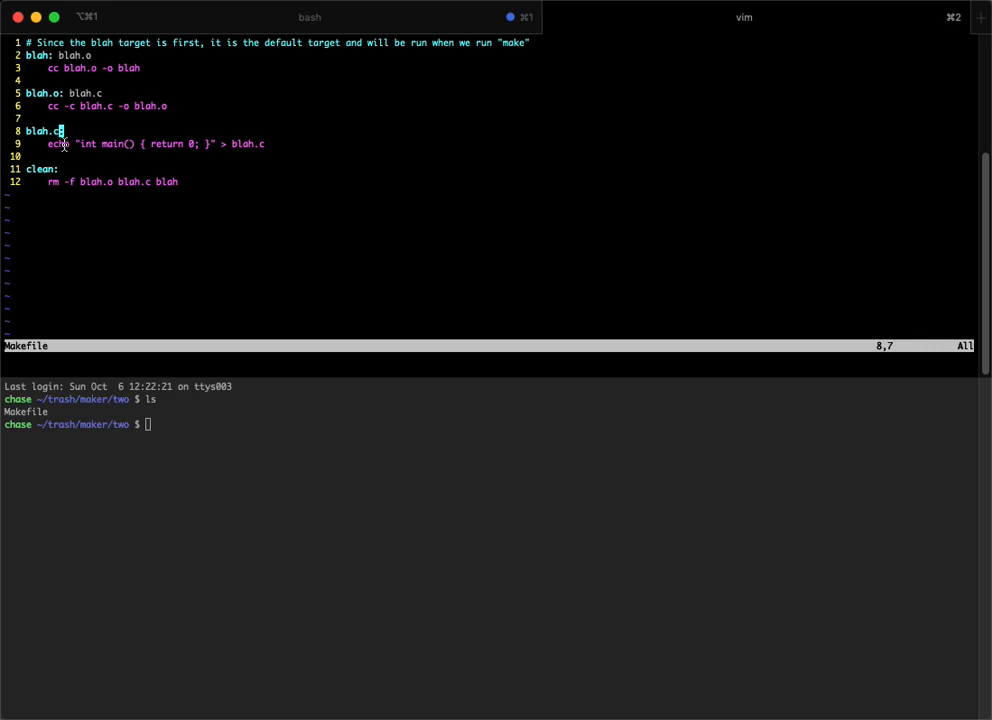 ⌥⌘1 bash ⌘1 vim ⌘2 +
1 # Since the blah target is first, it is the default target and will be run when we run "make"
2 blah: blah.o
3 cc blah.o -o blah
4
5 blah.o: blah.c
6 cc -c blah.c -o blah.o
7
8 blah.c:
9 echo "int main() { return 0; }" > blah.c
10
11 clean:
12 rm -f blah.o blah.c blah
~
~
~
~
~
~
~
~
~
~
~
~
Makefile 8,7 All
Last login: Sun Oct 6 12:22:21 on ttys003
chase ~/trash/maker/two $ ls
Makefile
chase ~/trash/maker/two $